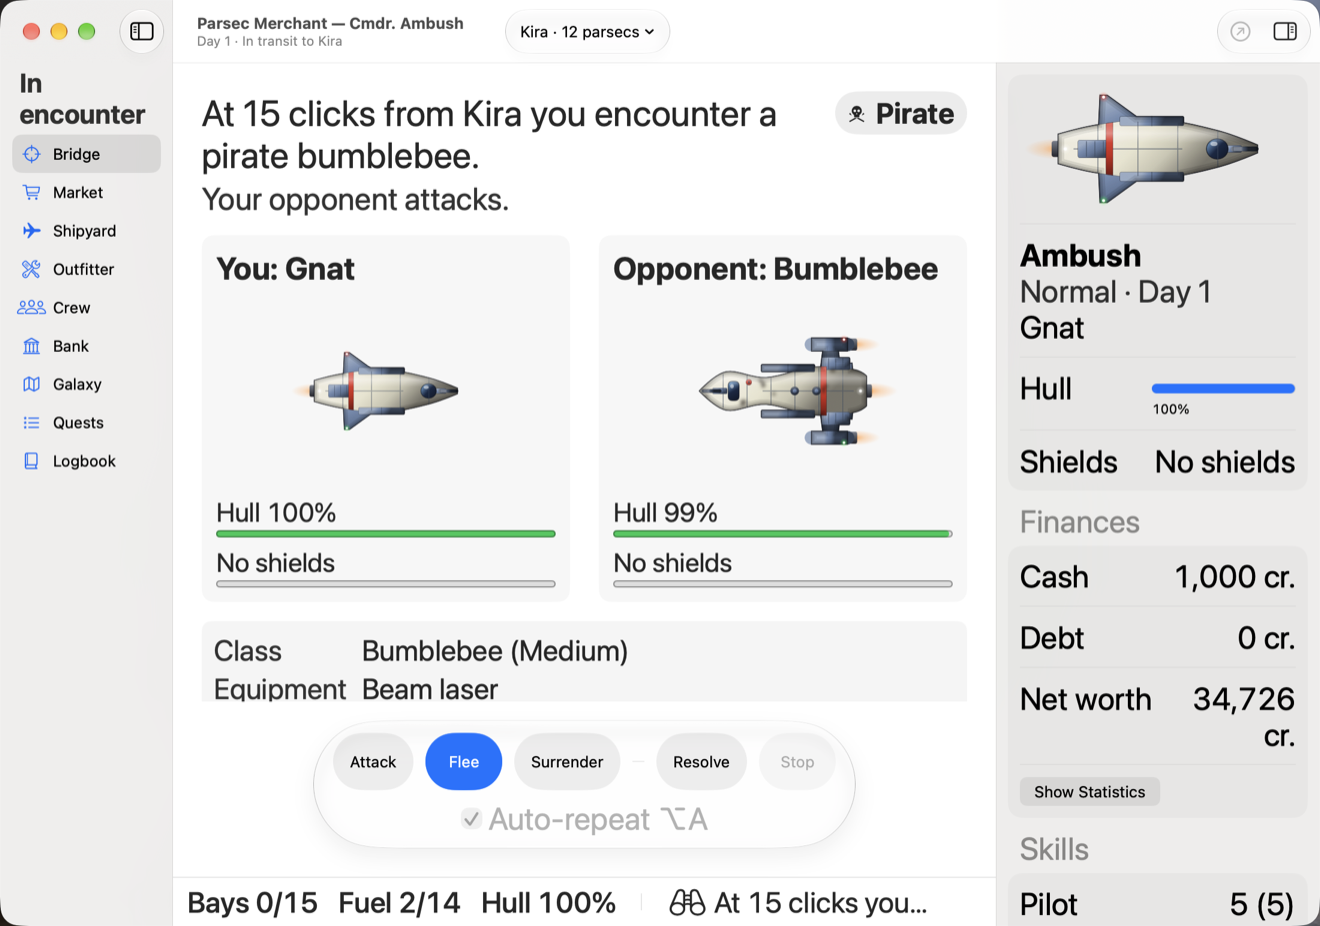 Parsec Merchant — Cmdr. Ambush
Day 1 · In transit to Kira
Kira · 12 parsecs
In
encounter
Bridge
Market
Shipyard
Outfitter
Crew
Bank
Galaxy
Quests
Logbook
At 15 clicks from Kira you encounter a
pirate bumblebee.
Pirate
Your opponent attacks.
You: Gnat
Hull 100%
No shields
Opponent: Bumblebee
Hull 99%
No shields
Class Bumblebee (Medium)
Equipment Beam laser
Attack
Flee
Surrender
Resolve
Stop
Auto-repeat ⌥A
Bays 0/15 Fuel 2/14 Hull 100% At 15 clicks you...
Ambush
Normal · Day 1
Gnat
Hull
100%
Shields No shields
Finances
Cash 1,000 cr.
Debt 0 cr.
Net worth 34,726
cr.
Show Statistics
Skills
Pilot 5 (5)